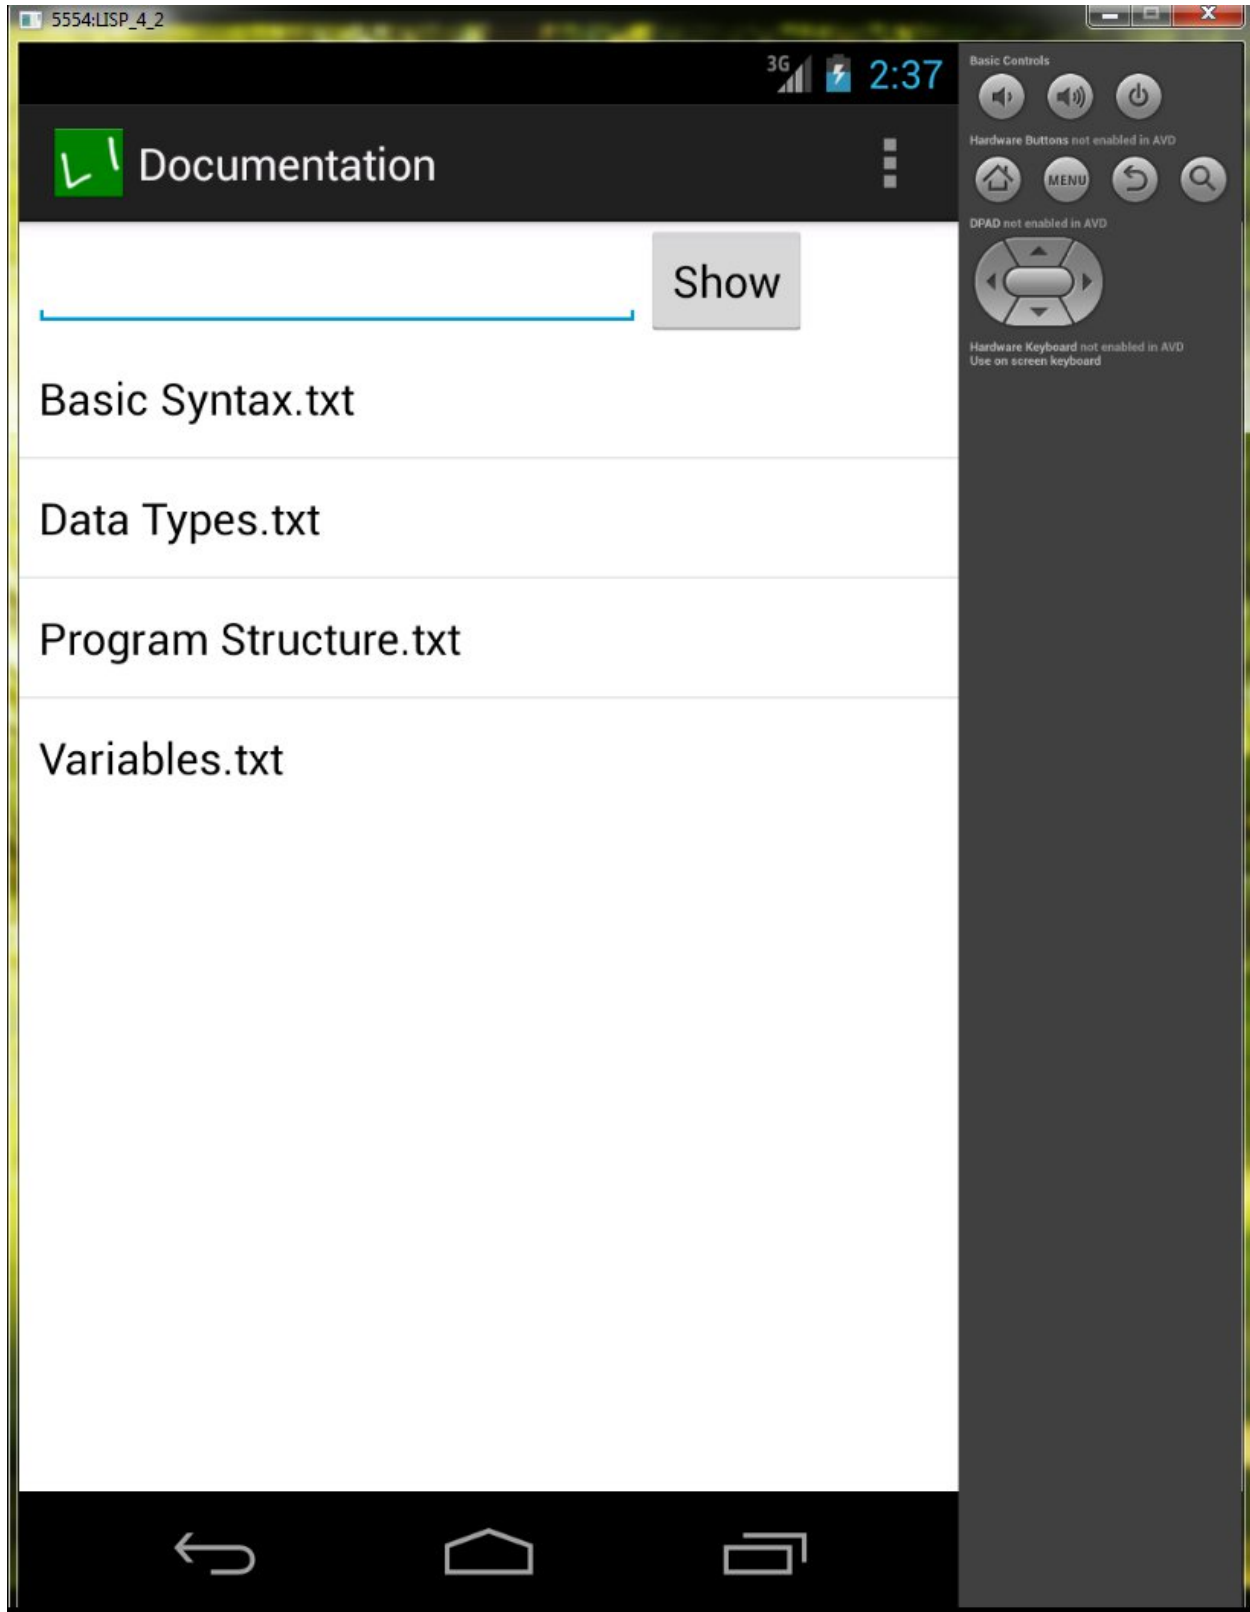 5554:LISP_4_2
3G 2:37
L I Documentation
Show
Basic Syntax.txt
Data Types.txt
Program Structure.txt
Variables.txt
Basic Controls
Hardware Buttons not enabled in AVD
MENU
DPAD not enabled in AVD
Hardware Keyboard not enabled in AVD
Use on screen keyboard